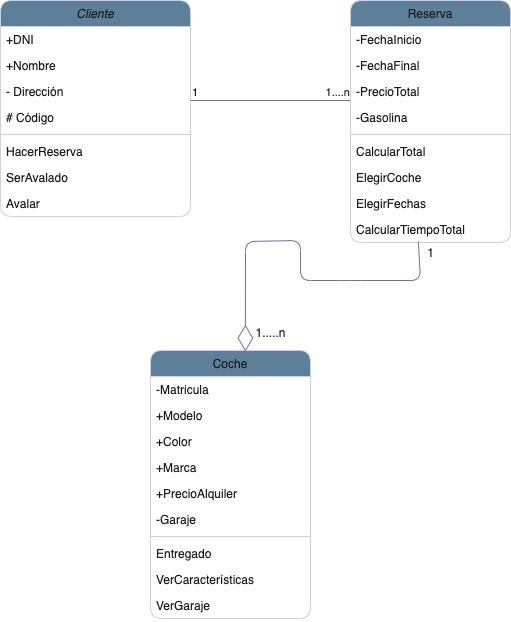 Cliente
+DNI
+Nombre
- Dirección
# Código
HacerReserva
SerAvalado
Avalar
1
1....n
Reserva
-FechaInicio
-FechaFinal
-PrecioTotal
-Gasolina
CalcularTotal
ElegirCoche
ElegirFechas
CalcularTiempoTotal
1
1.....n
Coche
-Matricula
+Modelo
+Color
+Marca
+PrecioAlquiler
-Garaje
Entregado
VerCaracterísticas
VerGaraje